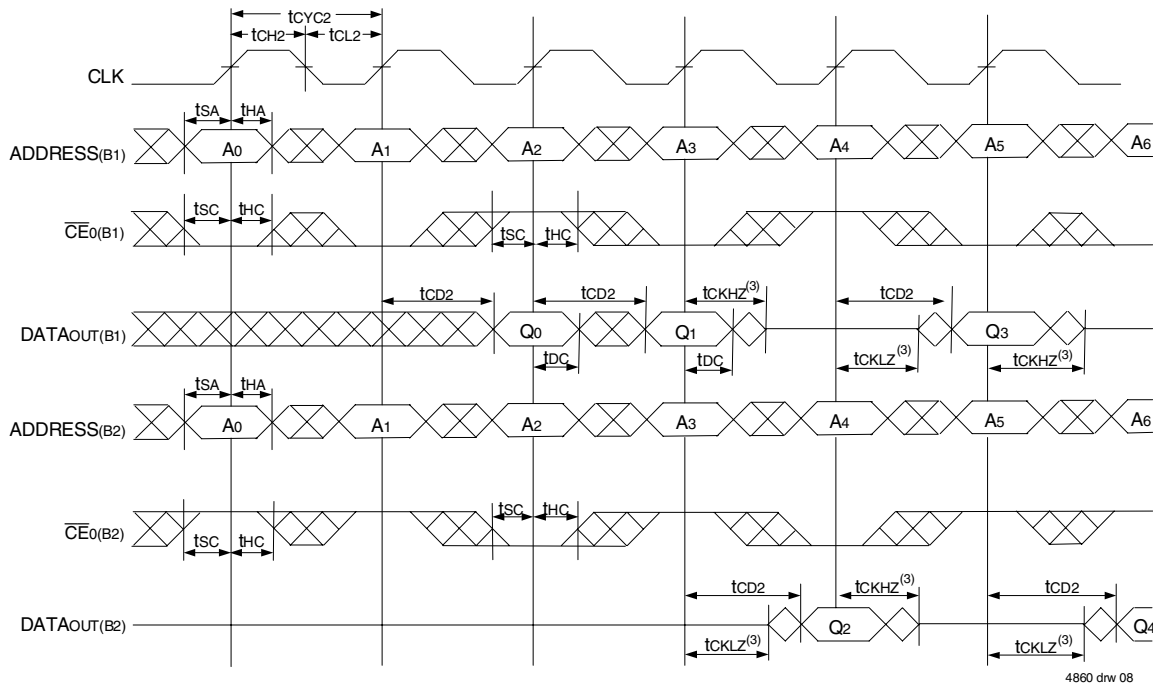 tCYC2
tCH2 tCL2
CLK
tSA tHA
ADDRESS(B1) A0 A1 A2 A3 A4 A5 A6
tSC tHC
CE0(B1)
tSC tHC
tCD2 tCD2 tCKHZ(3) tCD2
DATAOUT(B1) Q0 Q1 Q3
tDC tDC tCKLZ(3) tCKHZ(3)
tSA tHA
ADDRESS(B2) A0 A1 A2 A3 A4 A5 A6
tSC tHC
CE0(B2)
tSC tHC
tCD2 tCKHZ(3) tCD2
DATAOUT(B2) Q2 Q4
tCKLZ(3) tCKLZ(3)
4860 drw 08